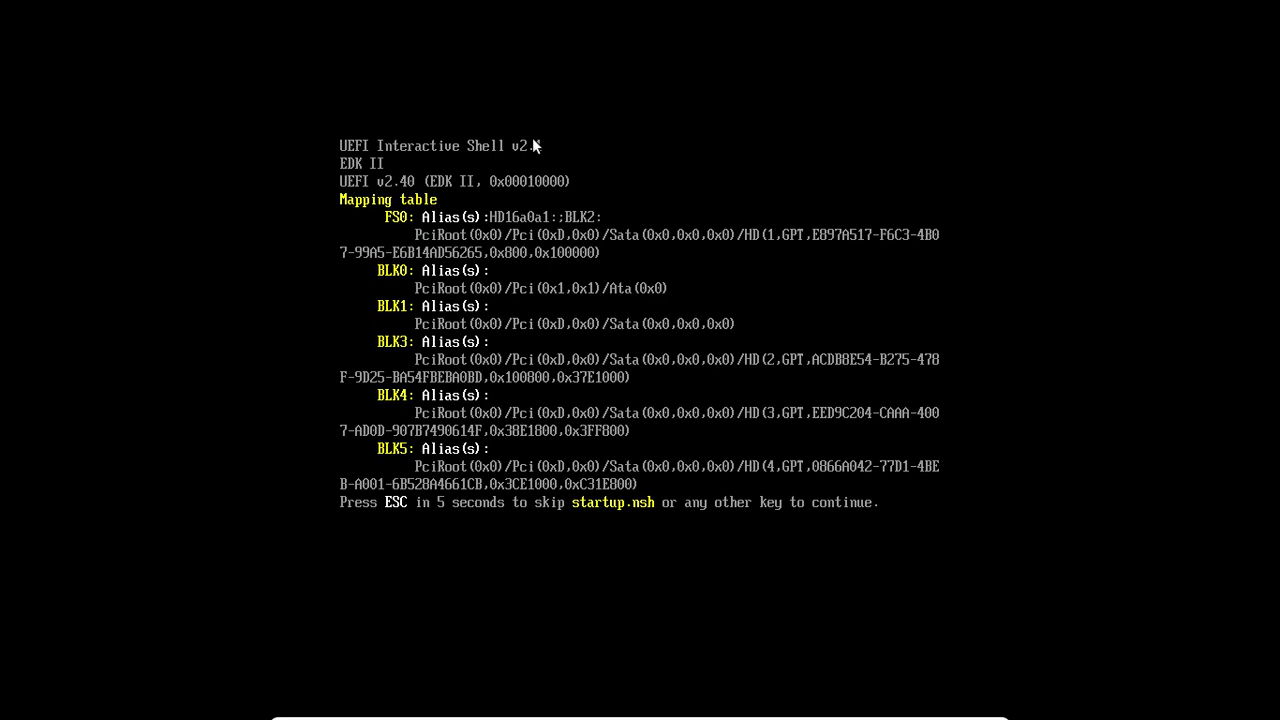 UEFI Interactive Shell v2.
EDK II
UEFI v2.40 (EDK II, 0x00010000)
Mapping table
FS0: Alias(s):HD16a0a1:;BLK2:
PciRoot(0x0)/Pci(0xD,0x0)/Sata(0x0,0x0,0x0)/HD(1,GPT,E897A517-F6C3-4B0
7-99A5-E6B14AD56265,0x800,0x100000)
BLK0: Alias(s):
PciRoot(0x0)/Pci(0x1,0x1)/Ata(0x0)
BLK1: Alias(s):
PciRoot(0x0)/Pci(0xD,0x0)/Sata(0x0,0x0,0x0)
BLK3: Alias(s):
PciRoot(0x0)/Pci(0xD,0x0)/Sata(0x0,0x0,0x0)/HD(2,GPT,ACDB8E54-B275-478
F-9D25-BA54FBEBA0BD,0x100800,0x37E1000)
BLK4: Alias(s):
PciRoot(0x0)/Pci(0xD,0x0)/Sata(0x0,0x0,0x0)/HD(3,GPT,EED9C204-CAAA-400
7-AD0D-907B7490614F,0x38E1800,0x3FF800)
BLK5: Alias(s):
PciRoot(0x0)/Pci(0xD,0x0)/Sata(0x0,0x0,0x0)/HD(4,GPT,0866A042-77D1-4BE
B-A001-6B528A4661CB,0x3CE1000,0xC31E800)
Press ESC in 5 seconds to skip startup.nsh or any other key to continue.